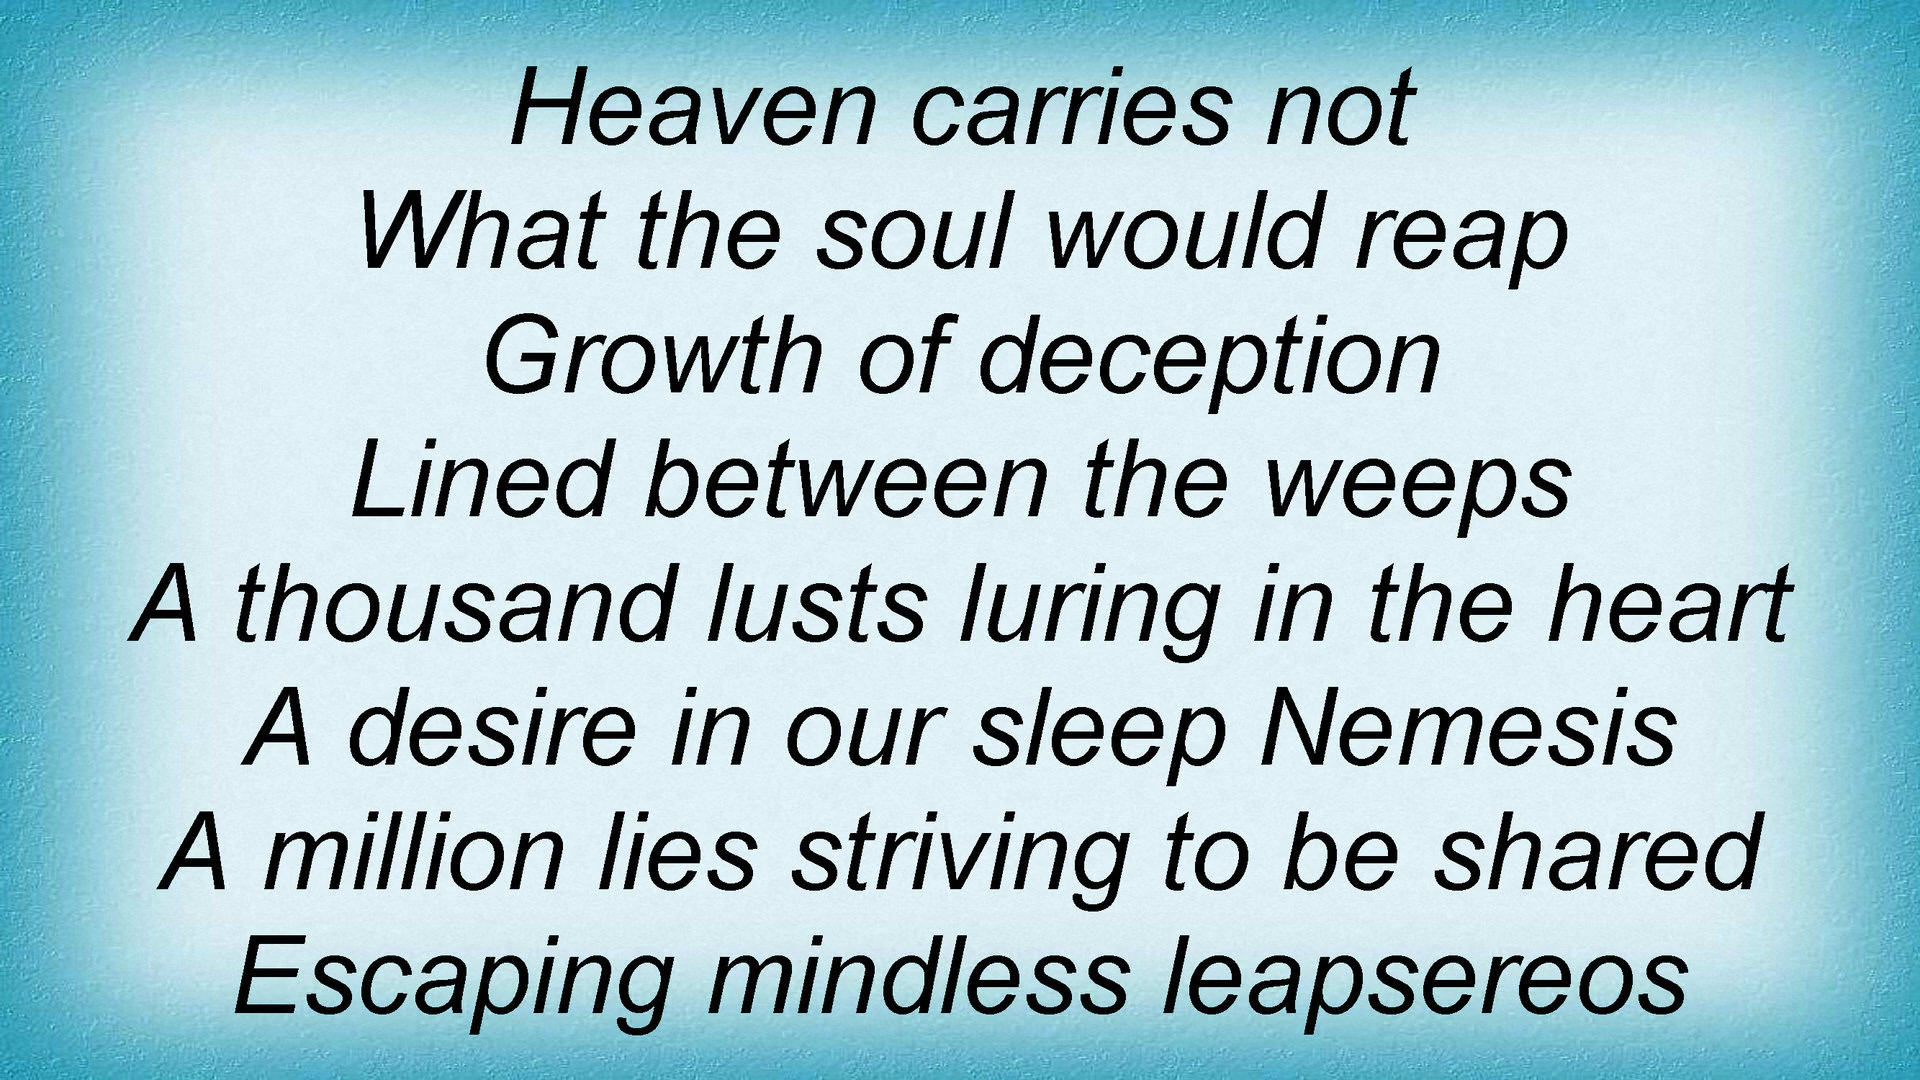 Heaven carries not
What the soul would reap
Growth of deception
Lined between the weeps
A thousand lusts luring in the heart
A desire in our sleep Nemesis
A million lies striving to be shared
Escaping mindless leapsereos